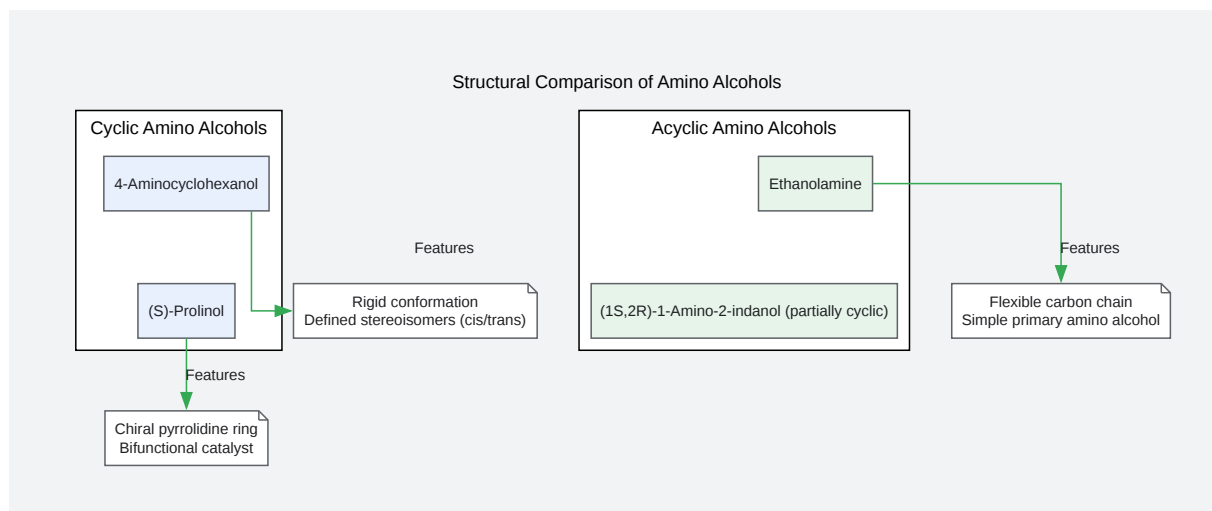 Structural Comparison of Amino Alcohols
Cyclic Amino Alcohols
4-Aminocyclohexanol
(S)-Prolinol
Features
Rigid conformation
Defined stereoisomers (cis/trans)
Features
Chiral pyrrolidine ring
Bifunctional catalyst
Acyclic Amino Alcohols
Ethanolamine
(1S,2R)-1-Amino-2-indanol (partially cyclic)
Features
Flexible carbon chain
Simple primary amino alcohol